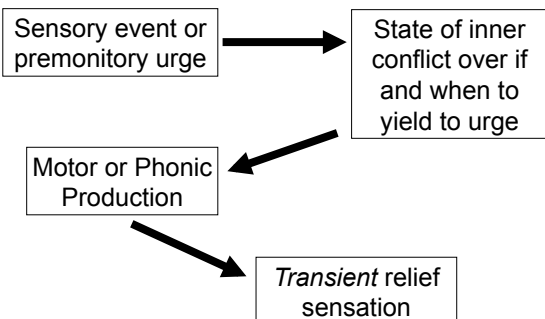 Sensory event or
premonitory urge
State of inner
conflict over if
and when to
yield to urge
Motor or Phonic
Production
Transient relief
sensation